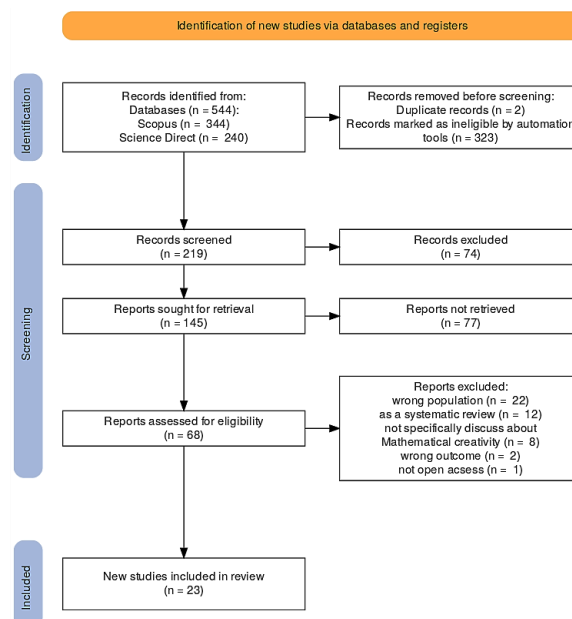 Identification of new studies via databases and registers
Identification
Records identified from:
Databases (n = 544):
Scopus (n = 344)
Science Direct (n = 240)
Records removed before screening:
Duplicate records (n = 2)
Records marked as ineligible by automation
tools (n = 323)
Screening
Records screened
(n = 219)
Records excluded
(n = 74)
Reports sought for retrieval
(n = 145)
Reports not retrieved
(n = 77)
Reports assessed for eligibility
(n = 68)
Reports excluded:
wrong population (n = 22)
as a systematic review (n = 12)
not specifically discuss about
Mathematical creativity (n = 8)
wrong outcome (n = 2)
not open acsess (n = 1)
Included
New studies included in review
(n = 23)